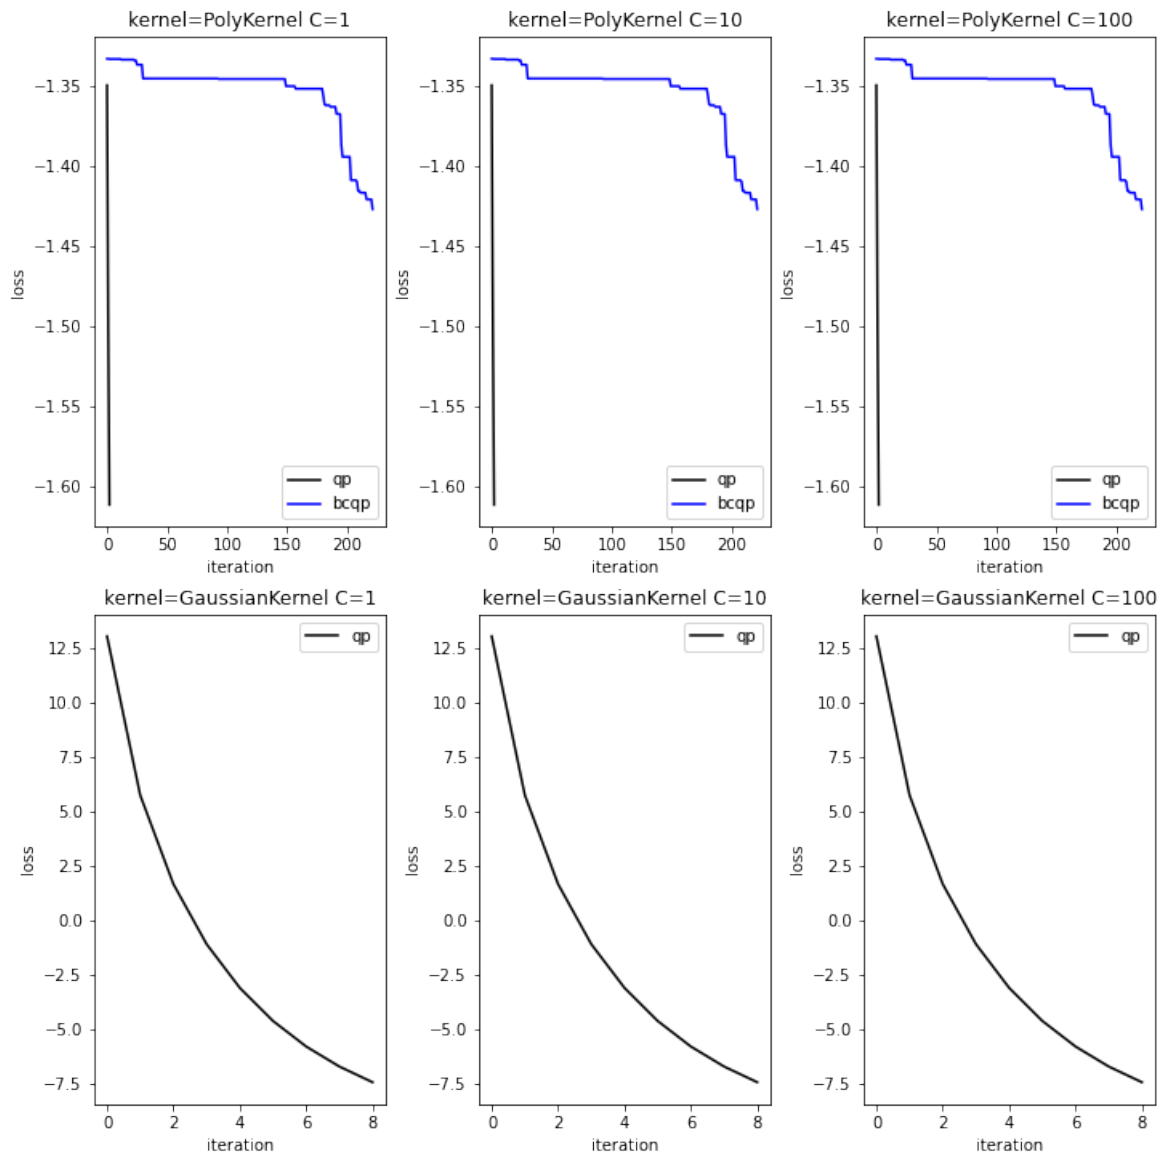 kernel=PolyKernel C=1
kernel=PolyKernel C=10
kernel=PolyKernel C=100
−1.35
−1.40
−1.45
−1.50
−1.55
−1.60
loss
0 50 100 150 200
iteration
qp
bcqp
−1.35
−1.40
−1.45
−1.50
−1.55
−1.60
loss
0 50 100 150 200
iteration
qp
bcqp
−1.35
−1.40
−1.45
−1.50
−1.55
−1.60
loss
0 50 100 150 200
iteration
qp
bcqp
kernel=GaussianKernel C=1
kernel=GaussianKernel C=10
kernel=GaussianKernel C=100
12.5
10.0
7.5
5.0
2.5
0.0
−2.5
−5.0
−7.5
loss
0 2 4 6 8
iteration
qp
12.5
10.0
7.5
5.0
2.5
0.0
−2.5
−5.0
−7.5
loss
0 2 4 6 8
iteration
qp
12.5
10.0
7.5
5.0
2.5
0.0
−2.5
−5.0
−7.5
loss
0 2 4 6 8
iteration
qp